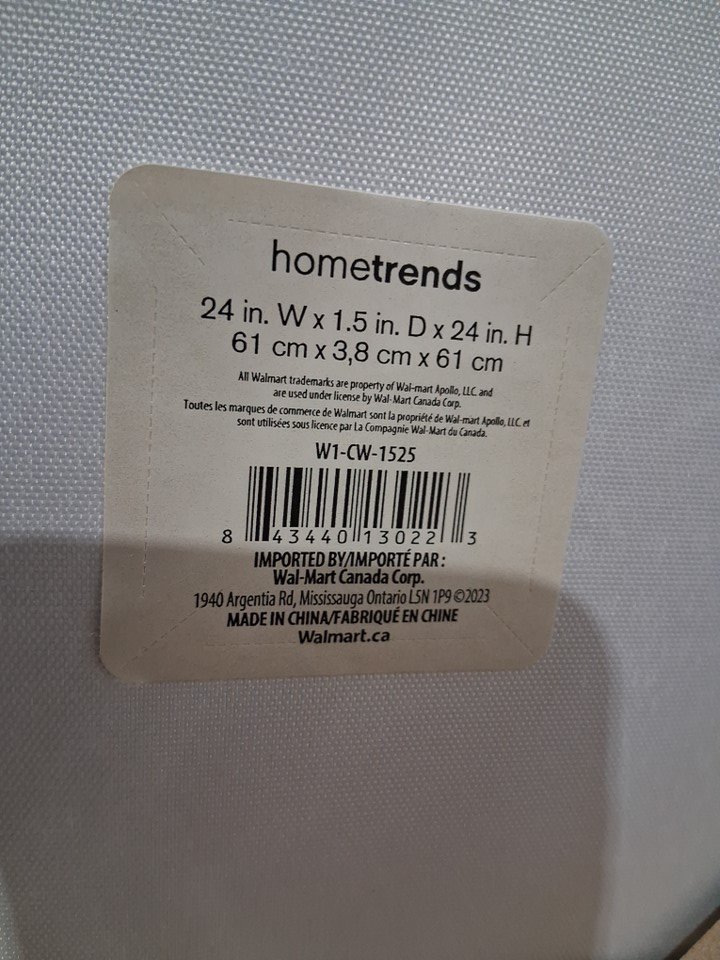 hometrends
24 in. W x 1.5 in. D x 24 in. H
61 cm x 3,8 cm x 61 cm
All Walmart trademarks are property of Wal-mart Apollo, LLC. and
are used under license by Wal-Mart Canada Corp.
Toutes les marques de commerce de Walmart sont la propriété de Wal-mart Apollo, LLC. et
sont utilisées sous licence par La Compagnie Wal-Mart du Canada.
W1-CW-1525
8 43440 13022 3
IMPORTED BY/IMPORTÉ PAR :
Wal-Mart Canada Corp.
1940 Argentia Rd, Mississauga Ontario L5N 1P9 ©2023
MADE IN CHINA/FABRIQUÉ EN CHINE
Walmart.ca